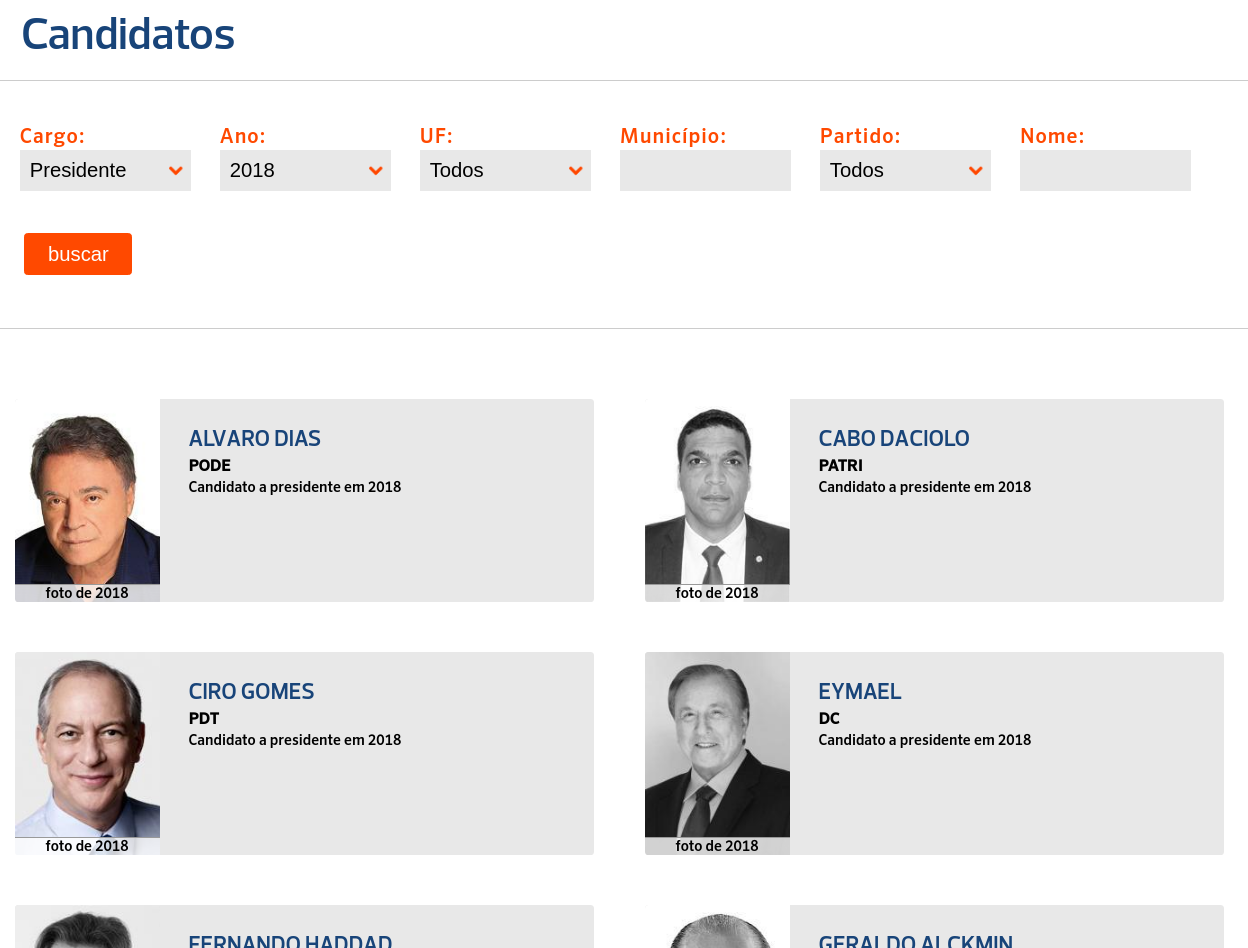 Candidatos
Cargo: Ano: UF: Município: Partido: Nome:
Presidente 2018 Todos Todos
buscar
ALVARO DIAS
PODE
Candidato a presidente em 2018
foto de 2018
CABO DACIOLO
PATRI
Candidato a presidente em 2018
foto de 2018
CIRO GOMES
PDT
Candidato a presidente em 2018
foto de 2018
EYMAEL
DC
Candidato a presidente em 2018
foto de 2018
FERNANDO HADDAD
GERALDO ALCKMIN